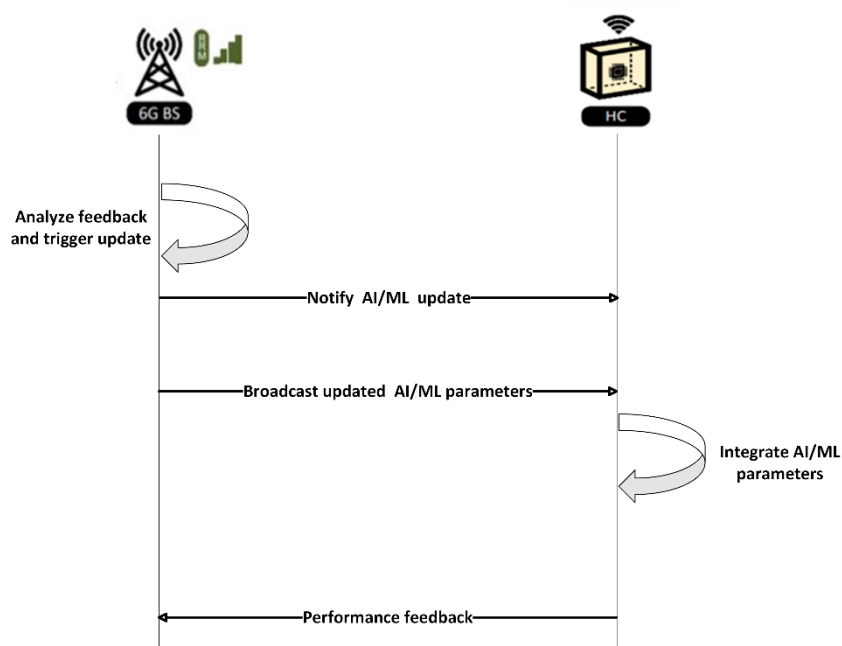 RRM
6G BS
HC
Analyze feedback
and trigger update
Notify AI/ML update
Broadcast updated AI/ML parameters
Integrate AI/ML
parameters
Performance feedback